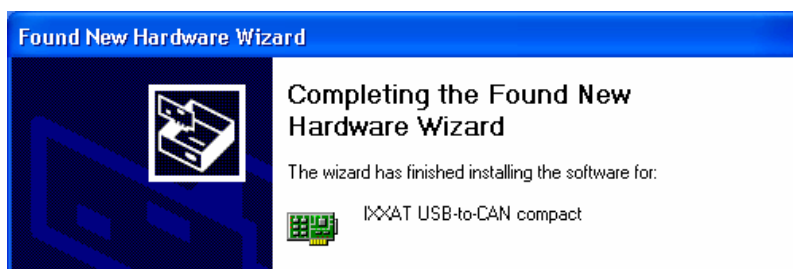 Found New Hardware Wizard
Completing the Found New
Hardware Wizard
The wizard has finished installing the software for:
IXXAT USB-to-CAN compact